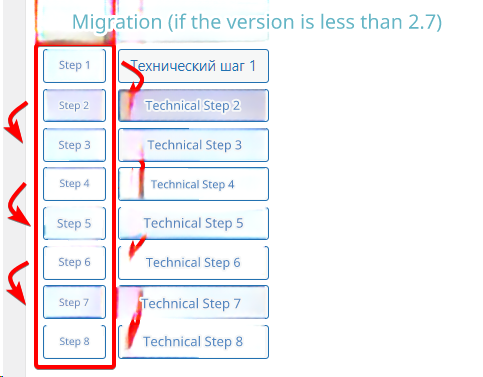 Migration (if the version is less than 2.7)
Step 1 Технический шаг 1
Step 2 Technical Step 2
Step 3 Technical Step 3
Step 4 Technical Step 4
Step 5 Technical Step 5
Step 6 Technical Step 6
Step 7 Technical Step 7
Step 8 Technical Step 8